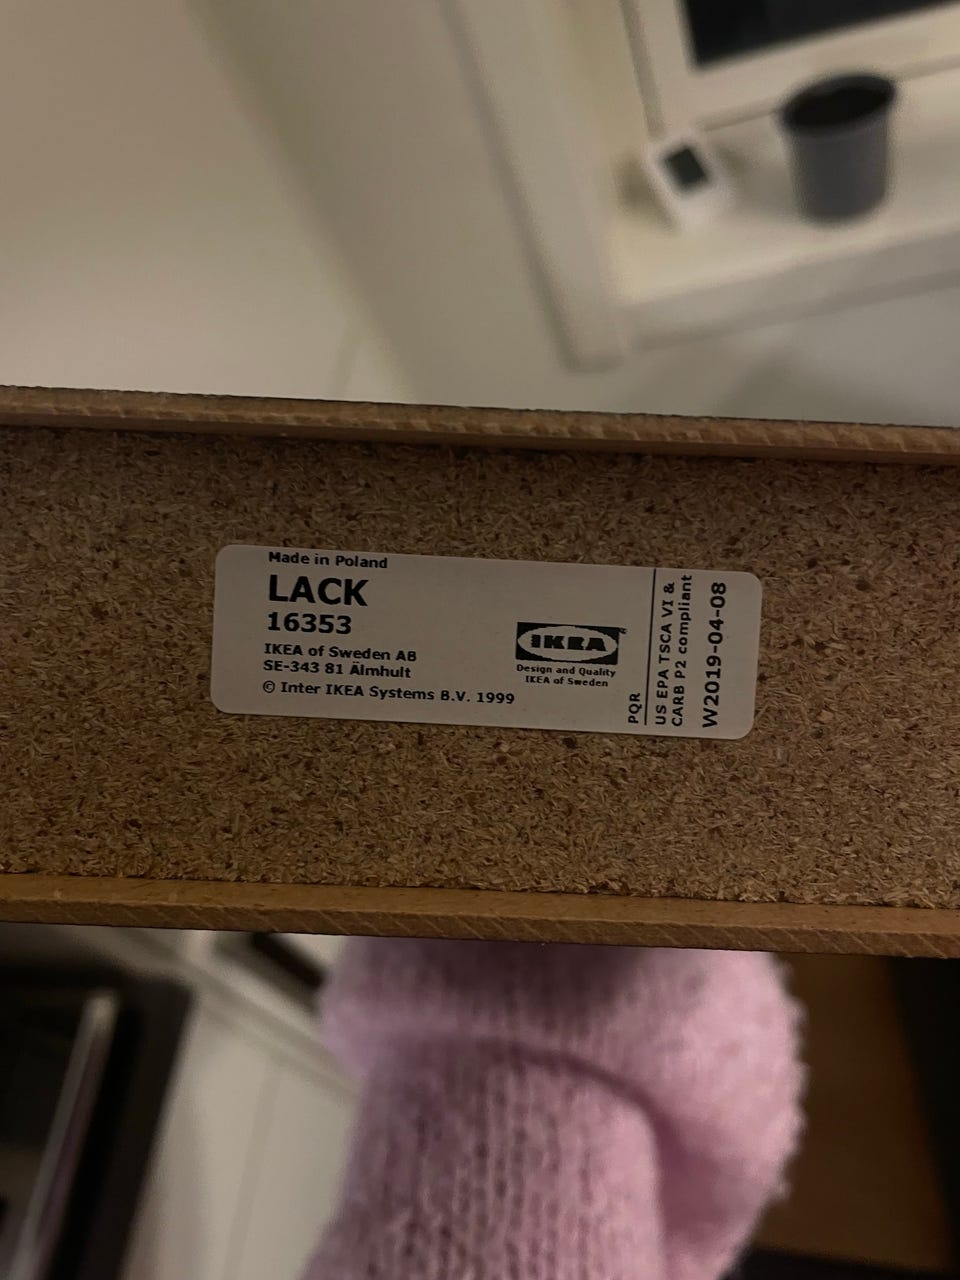 Made in Poland
LACK
16353
IKEA of Sweden AB
SE-343 81 Älmhult
© Inter IKEA Systems B.V. 1999
IKEA
Design and Quality
IKEA of Sweden
PQR
US EPA TSCA VI &
CARB P2 compliant
W2019-04-08